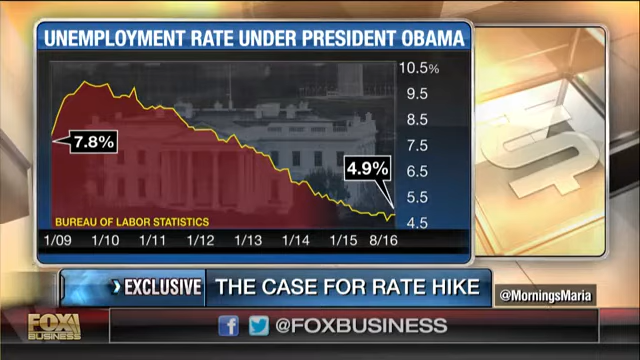 UNEMPLOYMENT RATE UNDER PRESIDENT OBAMA
10.5%
9.5
8.5
7.5
6.5
5.5
4.5
7.8%
4.9%
BUREAU OF LABOR STATISTICS
1/09 1/10 1/11 1/12 1/13 1/14 1/15 8/16
EXCLUSIVE THE CASE FOR RATE HIKE
@MorningsMaria
FOX
BUSINESS
@FOXBUSINESS